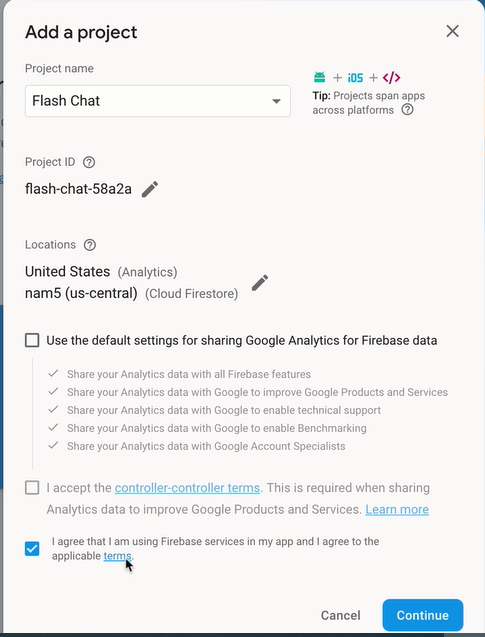 Add a project
Project name
Flash Chat
+ iOS + </>
Tip: Projects span apps
across platforms
Project ID
flash-chat-58a2a
Locations
United States (Analytics)
nam5 (us-central) (Cloud Firestore)
Use the default settings for sharing Google Analytics for Firebase data
Share your Analytics data with all Firebase features
Share your Analytics data with Google to improve Google Products and Services
Share your Analytics data with Google to enable technical support
Share your Analytics data with Google to enable Benchmarking
Share your Analytics data with Google Account Specialists
I accept the controller-controller terms. This is required when sharing
Analytics data to improve Google Products and Services. Learn more
I agree that I am using Firebase services in my app and I agree to the
applicable terms.
Cancel
Continue